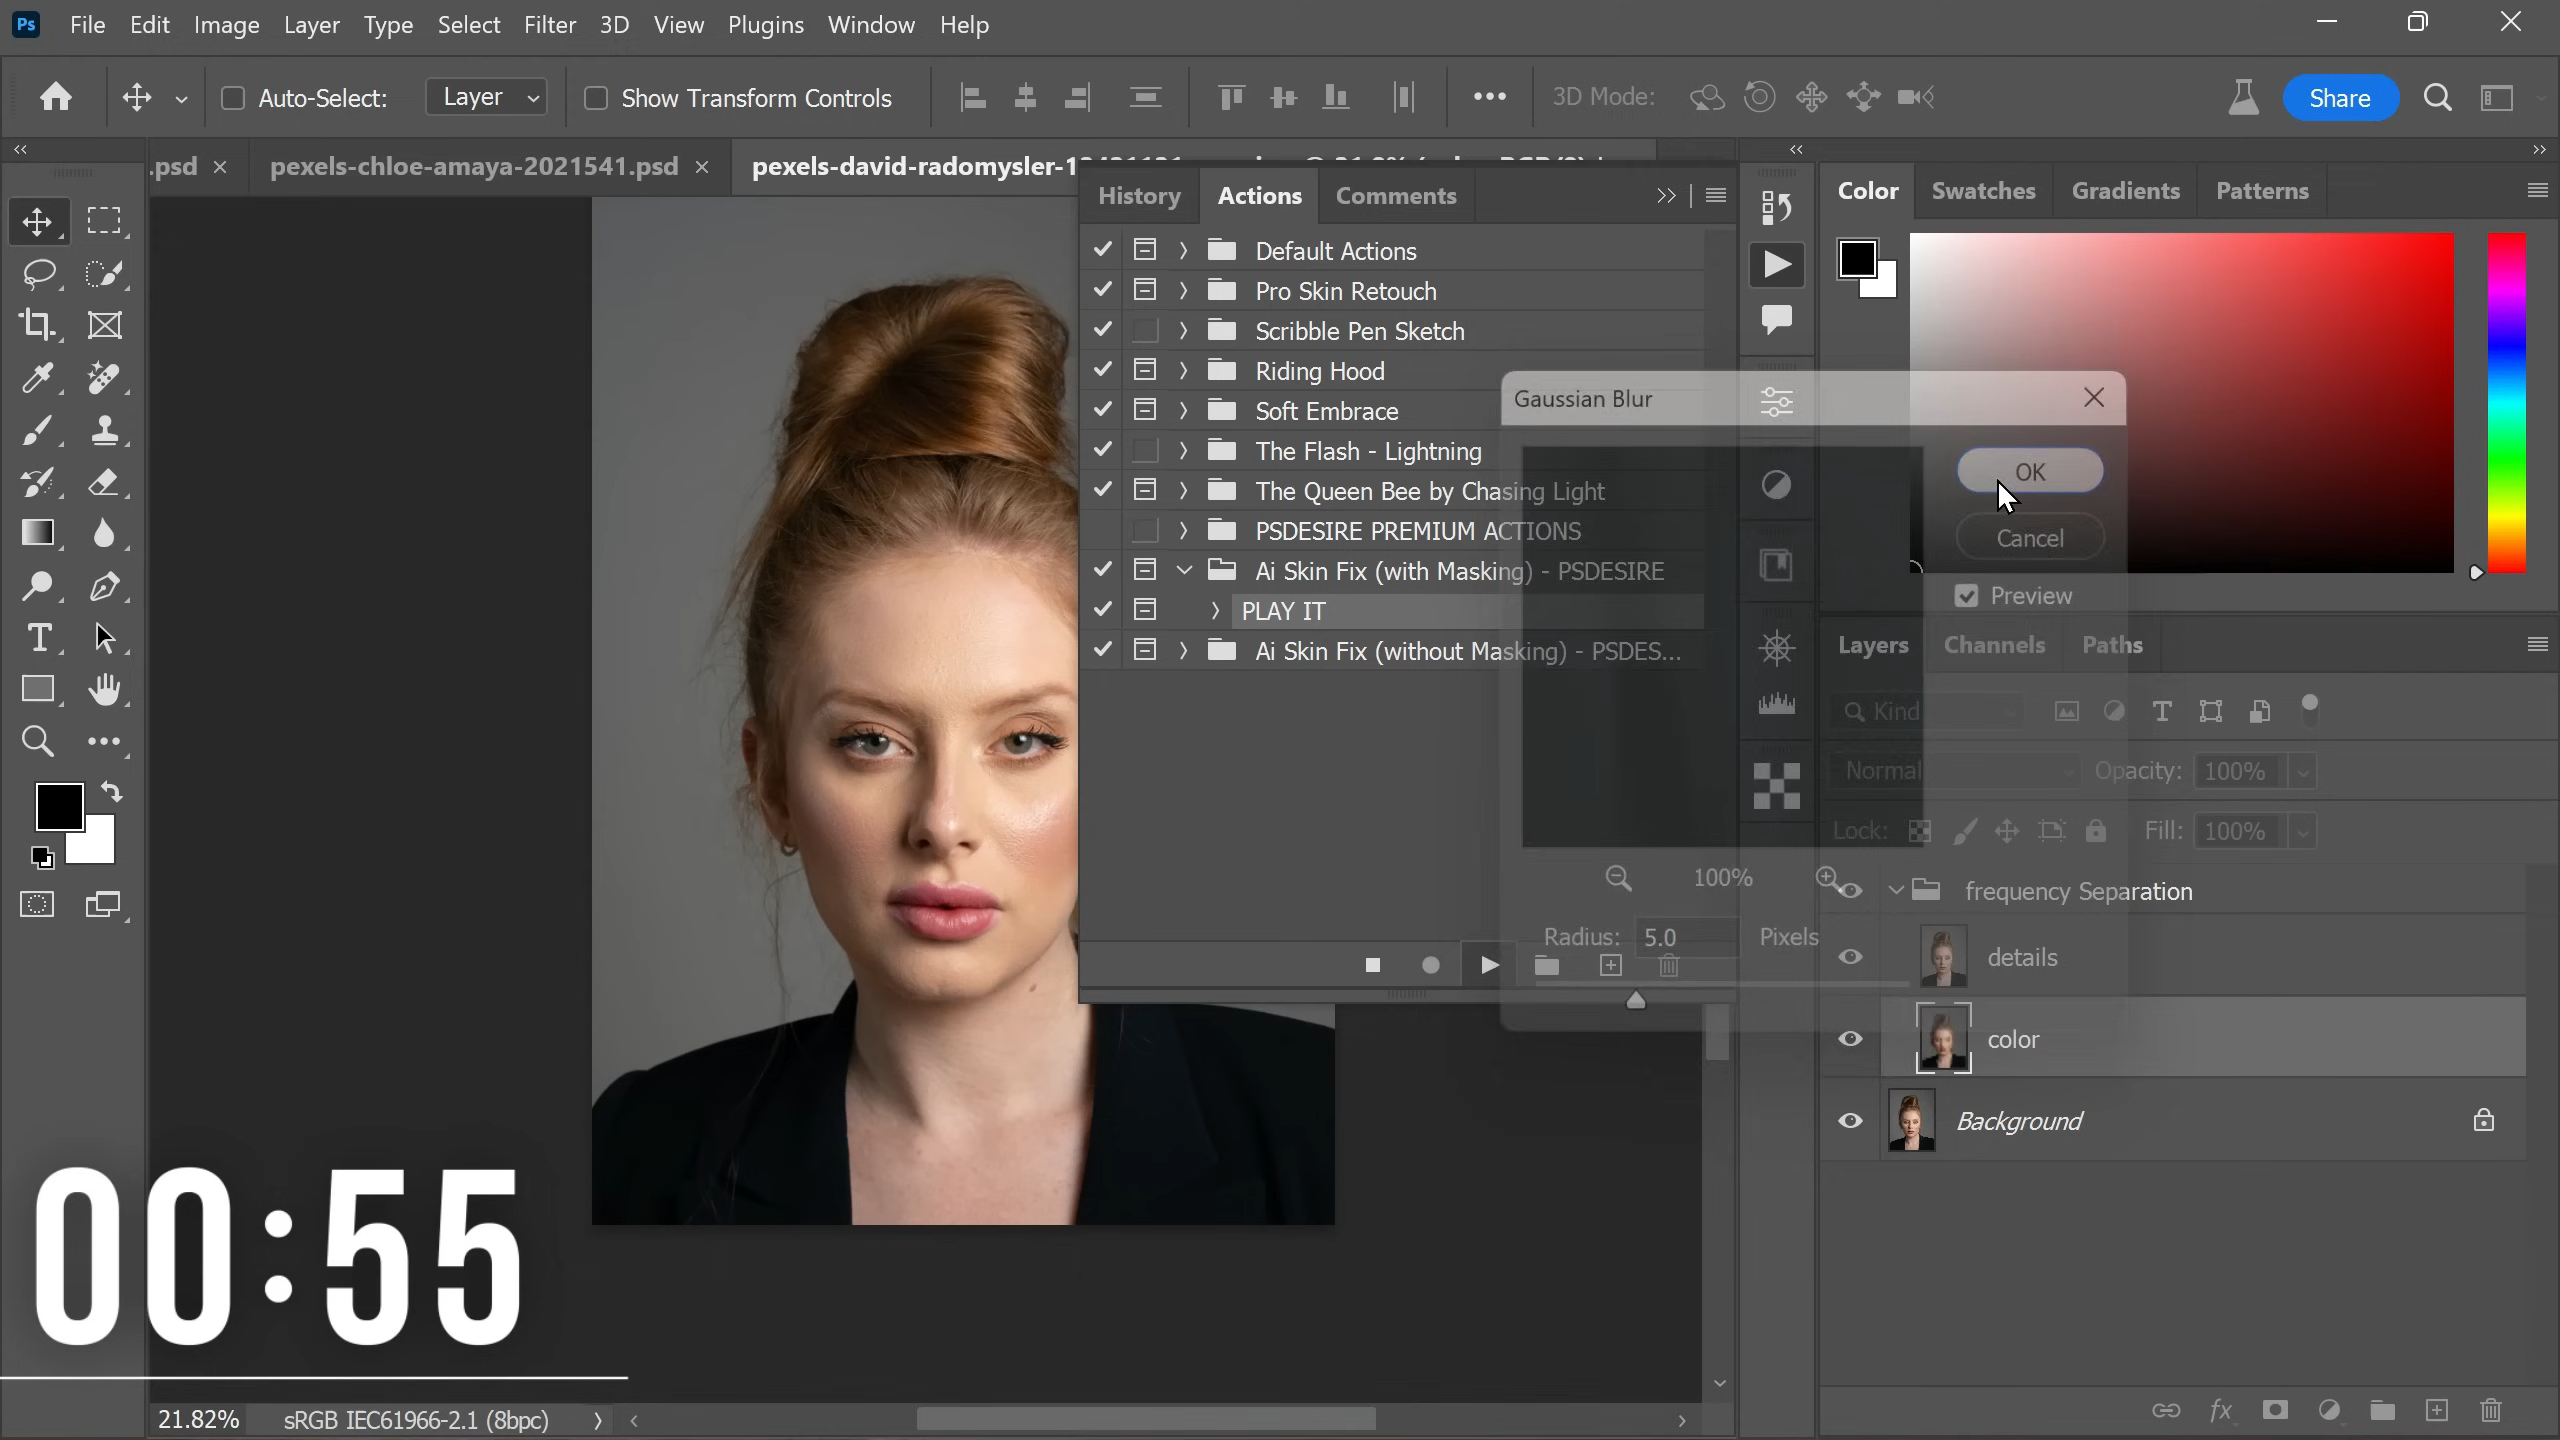 Ps File Edit Image Layer Type Select Filter 3D View Plugins Window Help
Auto-Select: Layer Show Transform Controls 3D Mode: Share
.psd pexels-chloe-amaya-2021541.psd pexels-david-radomysler-1
History Actions Comments
Default Actions
Pro Skin Retouch
Scribble Pen Sketch
Riding Hood
Soft Embrace
The Flash - Lightning
The Queen Bee by Chasing Light
PSDESIRE PREMIUM ACTIONS
Ai Skin Fix (with Masking) - PSDESIRE
PLAY IT
Ai Skin Fix (without Masking) - PSDES...
Gaussian Blur
OK
Cancel
Preview
100%
Radius: 5.0 Pixels
Color Swatches Gradients Patterns
Layers Channels Paths
Kind
Normal Opacity: 100%
Lock: Fill: 100%
frequency Separation
details
color
Background
fx
00:55
21.82% sRGB IEC61966-2.1 (8bpc)